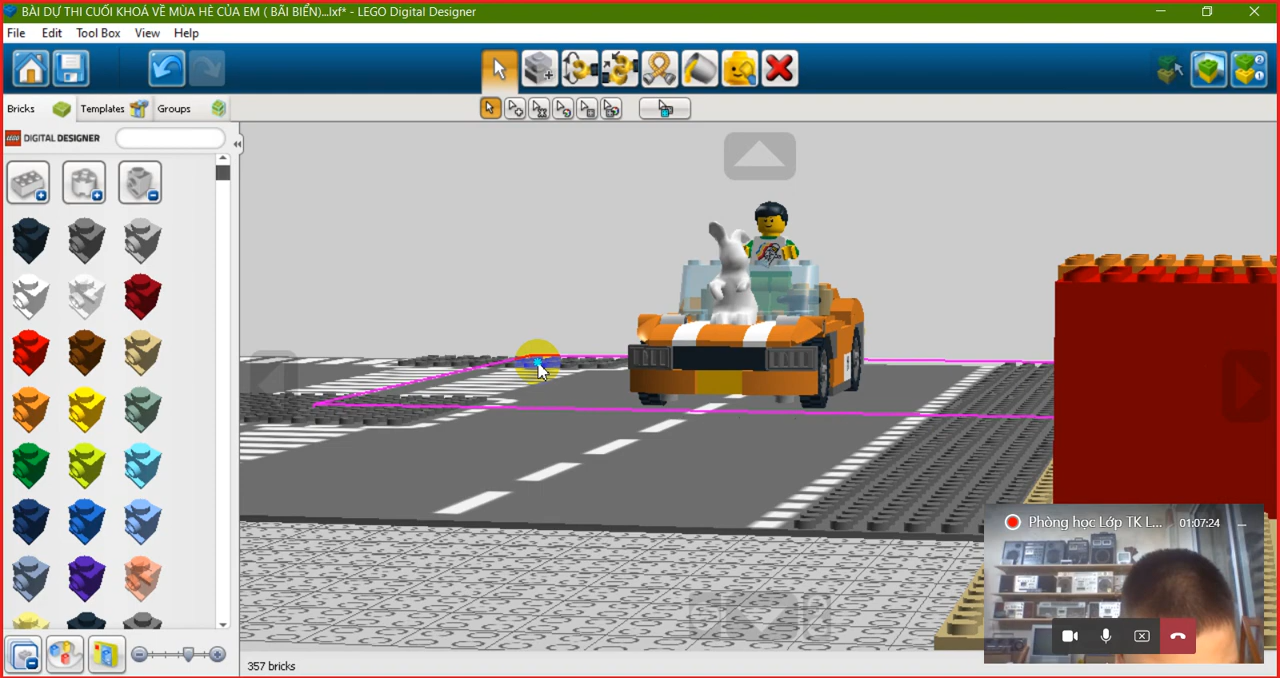 BÀI DỰ THI CUỐI KHOÁ VỀ MÙA HÈ CỦA EM ( BÃI BIỂN)...lxf* - LEGO Digital Designer
File Edit Tool Box View Help
Bricks Templates Groups
LEGO DIGITAL DESIGNER
Phòng học Lớp TK L... 01:07:24
357 bricks